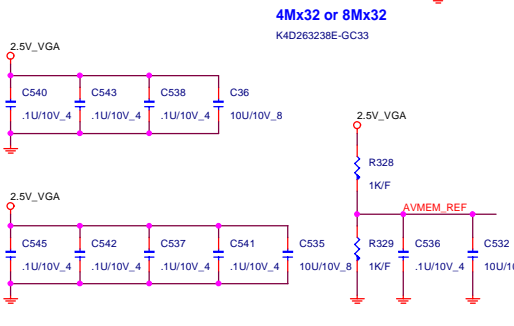 4Mx32 or 8Mx32
K4D263238E-GC33
2.5V_VGA
C540
C543
C538
C36
.1U/10V_4
.1U/10V_4
.1U/10V_4
10U/10V_8
2.5V_VGA
R328
1K/F
2.5V_VGA
AVMEM_REF
C545
C542
C537
C541
C535
R329
C536
C532
.1U/10V_4
.1U/10V_4
.1U/10V_4
.1U/10V_4
10U/10V_8
1K/F
.1U/10V_4